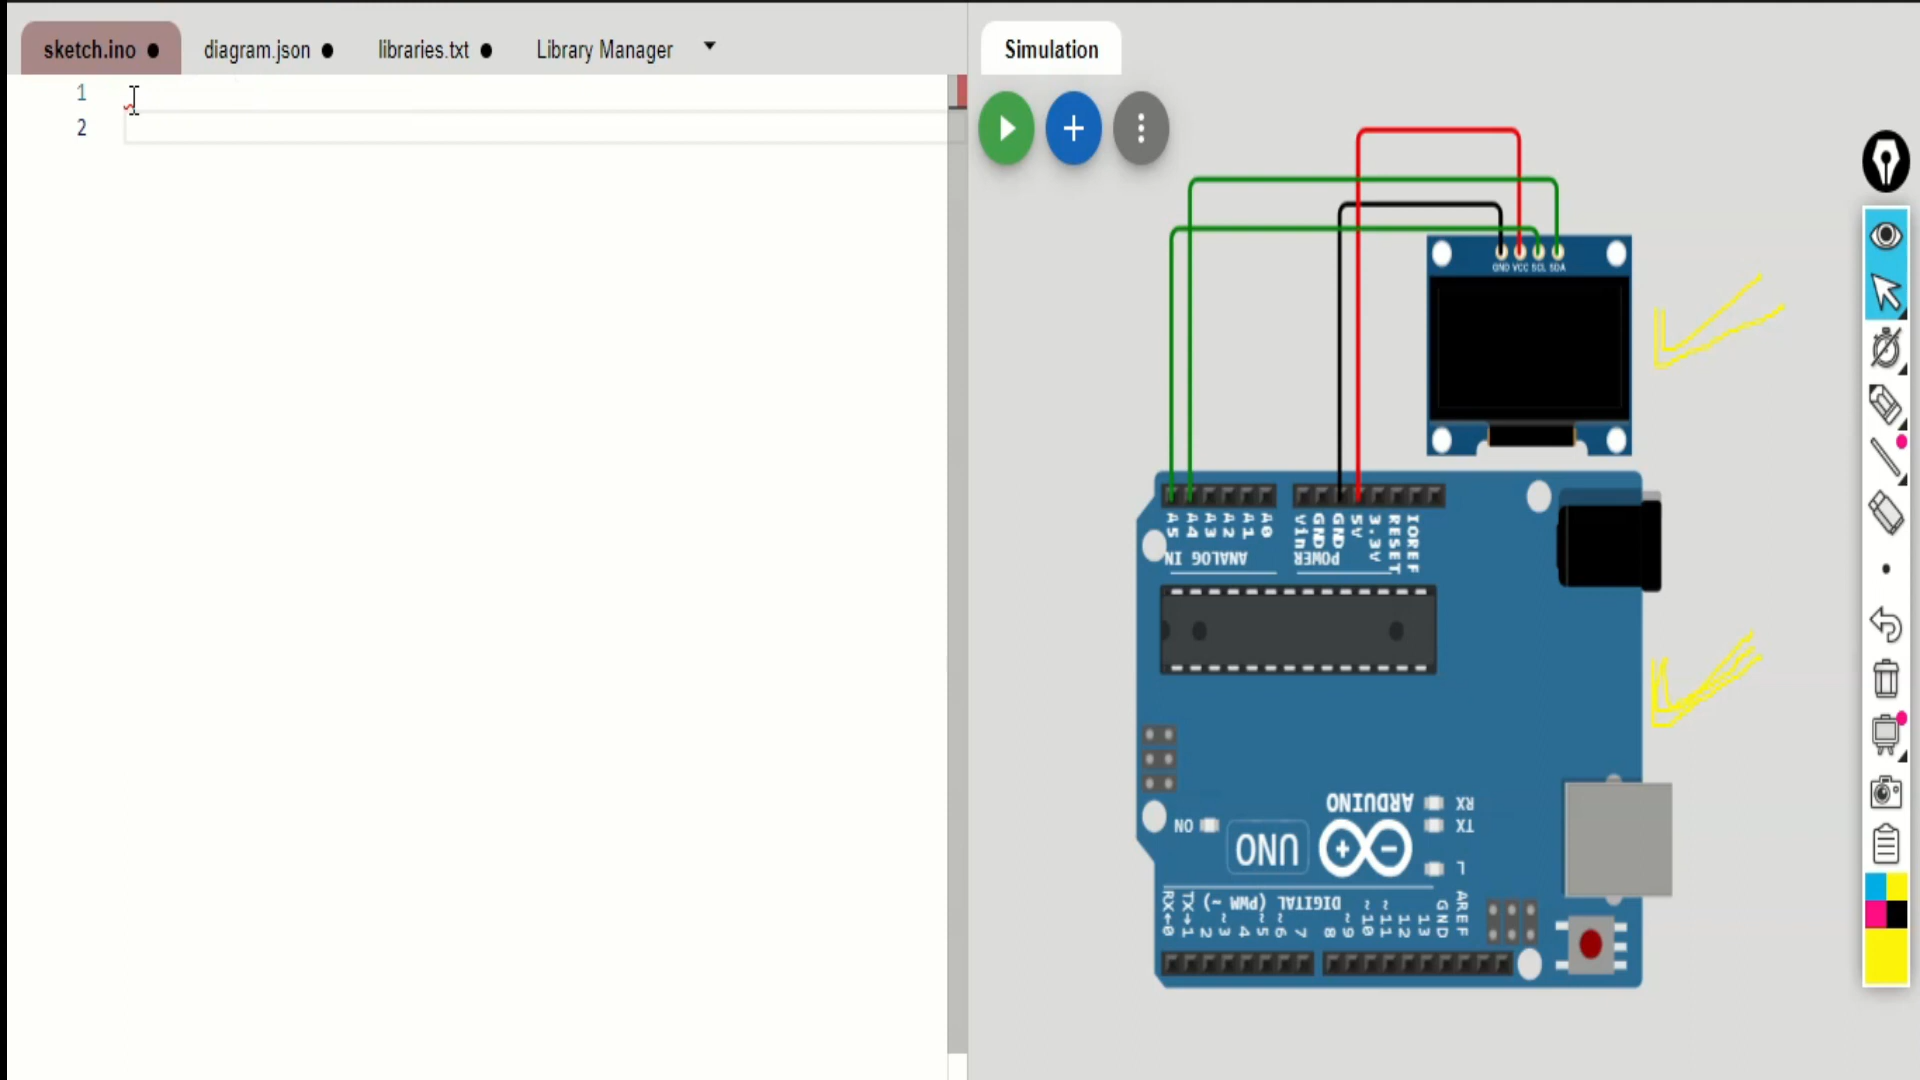 sketch.ino ●
diagram.json ●
libraries.txt ●
Library Manager
Simulation
1
2
GND VCC SCL SDA
A5 A4 A3 A2 A1 A0
Vin GND GND 5V 3.3V RESET IOREF
ANALOG IN
POWER
ARDUINO
RX
ON
UNO
TX
L
DIGITAL (PWM ~)
RX←0 TX→1 2 ~3 4 ~5 ~6 7 8 ~9 ~10 ~11 12 13 GND AREF